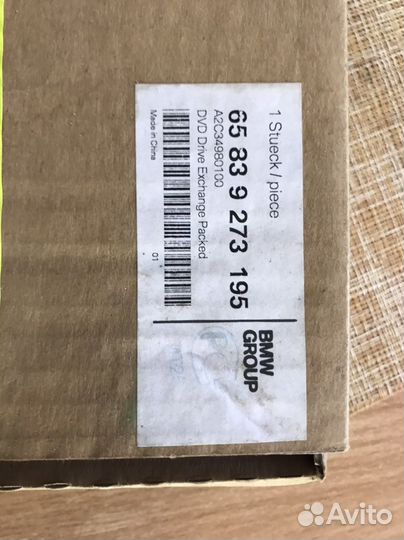 1 Stueck / piece
65 83 9 273 195
A2C34980100
DVD Drive Exchange Packed
01
Made in China
BMW
GROUP
Avito